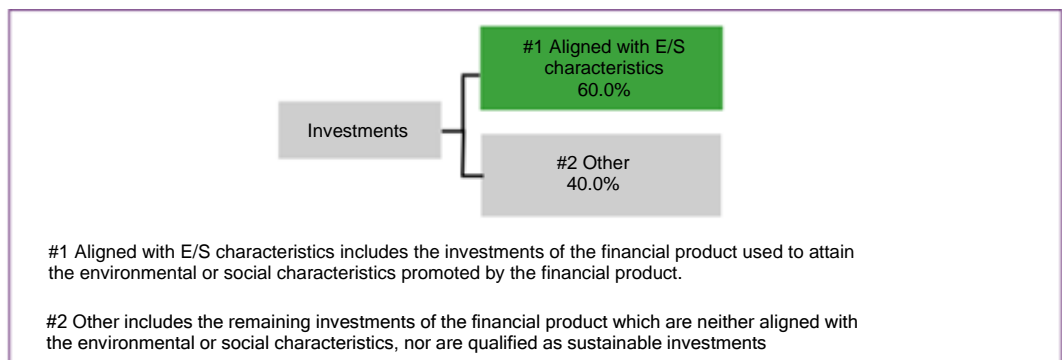 #1 Aligned with E/S
characteristics
60.0%
Investments
#2 Other
40.0%
#1 Aligned with E/S characteristics includes the investments of the financial product used to attain
the environmental or social characteristics promoted by the financial product.
#2 Other includes the remaining investments of the financial product which are neither aligned with
the environmental or social characteristics, nor are qualified as sustainable investments